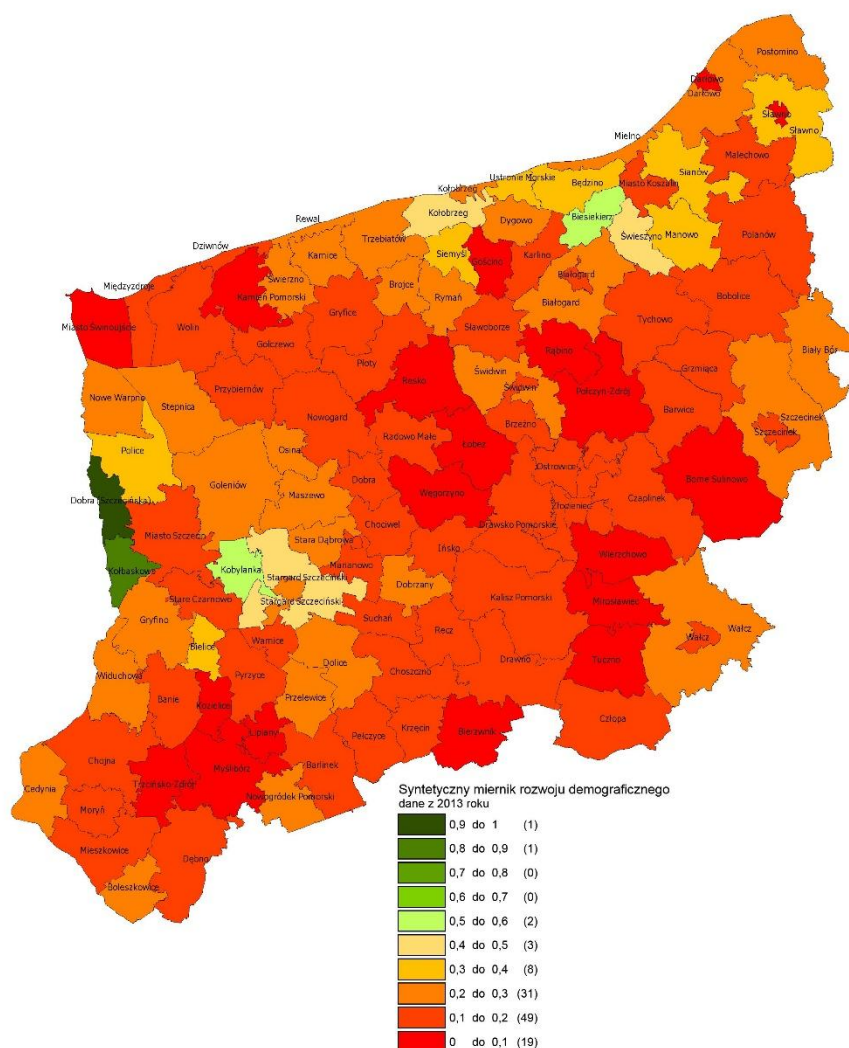 Postomino
Darłowo
Darłowo
Sławno
Sławno
Mielno
Malechowo
Sianów
Ustronie Morskie
Będzino
Miasto Koszalin
Kołobrzeg
Kołobrzeg
Biesiekierz
Dygowo
Świeszyno
Manowo
Polanów
Rewal
Trzebiatów
Siemyśl
Gościno
Karlino
Dziwnów
Karnice
Białogard
Międzyzdroje
Świerzno
Kamień Pomorski
Brojce
Rymań
Białogard
Bobolice
Miasto Świnoujście
Wolin
Gryfice
Sławoborze
Tychowo
Golczewo
Rąbino
Biały Bór
Płoty
Resko
Świdwin
Połczyn-Zdrój
Grzmiąca
Przybiernów
Świdwin
Nowe Warpno
Stepnica
Nowogard
Barwice
Szczecinek
Brzeżno
Szczecinek
Radowo Małe
Police
Osina
Łobez
Goleniów
Dobra
Ostrowice
Borne Sulinowo
Węgorzyno
Maszewo
Dobra (Szczecińska)
Czaplinek
Złocieniec
Chociwel
Drawsko Pomorskie
Miasto Szczecin
Stara Dąbrowa
Ińsko
Wierzchowo
Marianowo
Kołbaskowo
Kobylanka
Stargard Szczeciński
Dobrzany
Kalisz Pomorski
Stare Czarnowo
Stargard Szczeciński
Mirosławiec
Gryfino
Suchań
Recz
Wałcz
Warnice
Wałcz
Bielice
Dolice
Tuczno
Widuchowa
Pyrzyce
Choszczno
Drawno
Banie
Przelewice
Kozielice
Człopa
Krzęcin
Bierzwnik
Lipiany
Pełczyce
Chojna
Myślibórz
Barlinek
Cedynia
Trzcińsko-Zdrój
Nowogródek Pomorski
Moryń
Mieszkowice
Dębno
Boleszkowice
Syntetyczny miernik rozwoju demograficznego
dane z 2013 roku
0,9 do 1 (1)
0,8 do 0,9 (1)
0,7 do 0,8 (0)
0,6 do 0,7 (0)
0,5 do 0,6 (2)
0,4 do 0,5 (3)
0,3 do 0,4 (8)
0,2 do 0,3 (31)
0,1 do 0,2 (49)
0 do 0,1 (19)